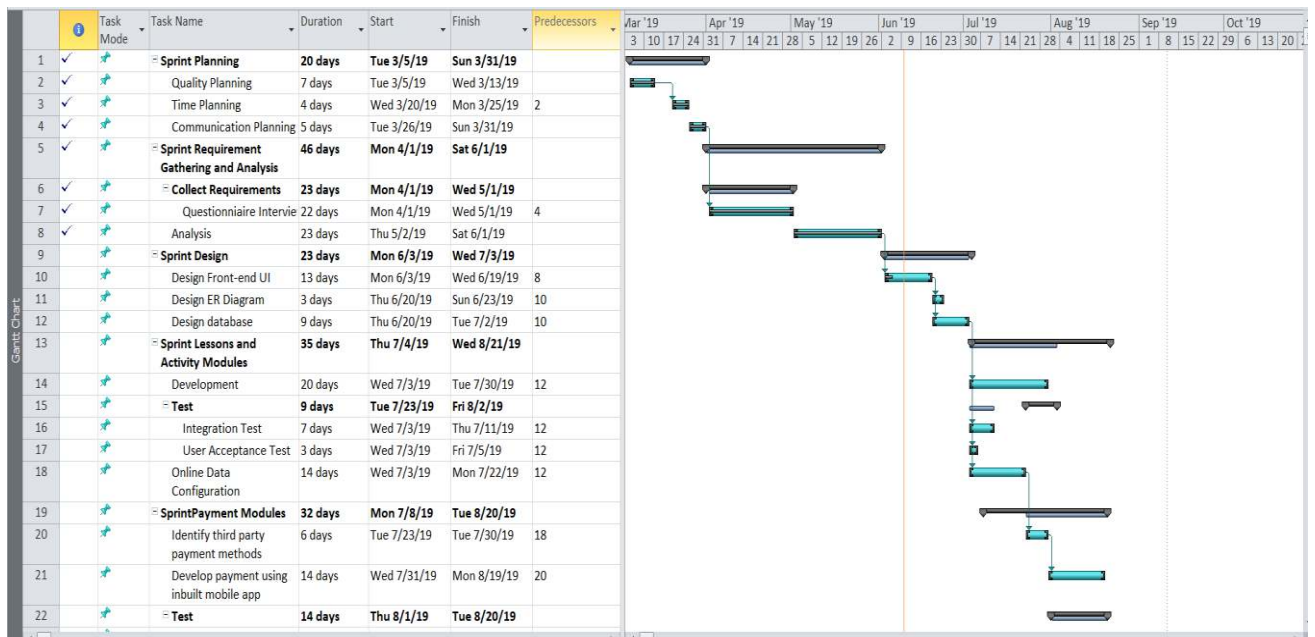 Task Mode Task Name Duration Start Finish Predecessors
Mar '19 Apr '19 May '19 Jun '19 Jul '19 Aug '19 Sep '19 Oct '19
3 10 17 24 31 7 14 21 28 5 12 19 26 2 9 16 23 30 7 14 21 28 4 11 18 25 1 8 15 22 29 6 13 20
1 Sprint Planning 20 days Tue 3/5/19 Sun 3/31/19
2 Quality Planning 7 days Tue 3/5/19 Wed 3/13/19
3 Time Planning 4 days Wed 3/20/19 Mon 3/25/19 2
4 Communication Planning 5 days Tue 3/26/19 Sun 3/31/19
5 Sprint Requirement 46 days Mon 4/1/19 Sat 6/1/19
Gathering and Analysis
6 Collect Requirements 23 days Mon 4/1/19 Wed 5/1/19
7 Questionniaire Intervie 22 days Mon 4/1/19 Wed 5/1/19 4
8 Analysis 23 days Thu 5/2/19 Sat 6/1/19
9 Sprint Design 23 days Mon 6/3/19 Wed 7/3/19
10 Design Front-end UI 13 days Mon 6/3/19 Wed 6/19/19 8
11 Design ER Diagram 3 days Thu 6/20/19 Sun 6/23/19 10
12 Design database 9 days Thu 6/20/19 Tue 7/2/19 10
13 Sprint Lessons and 35 days Thu 7/4/19 Wed 8/21/19
Activity Modules
14 Development 20 days Wed 7/3/19 Tue 7/30/19 12
15 Test 9 days Tue 7/23/19 Fri 8/2/19
16 Integration Test 7 days Wed 7/3/19 Thu 7/11/19 12
17 User Acceptance Test 3 days Wed 7/3/19 Fri 7/5/19 12
18 Online Data 14 days Wed 7/3/19 Mon 7/22/19 12
Configuration
19 SprintPayment Modules 32 days Mon 7/8/19 Tue 8/20/19
20 Identify third party 6 days Tue 7/23/19 Tue 7/30/19 18
payment methods
21 Develop payment using 14 days Wed 7/31/19 Mon 8/19/19 20
inbuilt mobile app
22 Test 14 days Thu 8/1/19 Tue 8/20/19
Gantt Chart